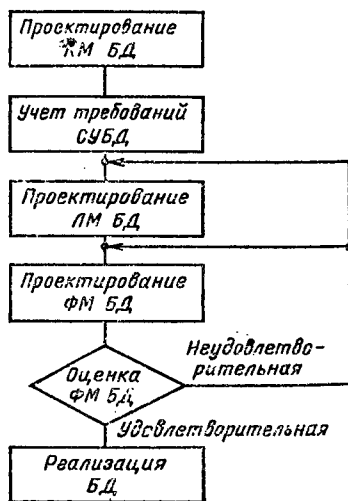 Проектирование
КМ БД
Учет требований
СУБД
Проектирование
ЛМ БД
Проектирование
ФМ БД
Неудовлетво-
рительная
Оценка
ФМ БД
Удовлетворительная
Реализация
БД